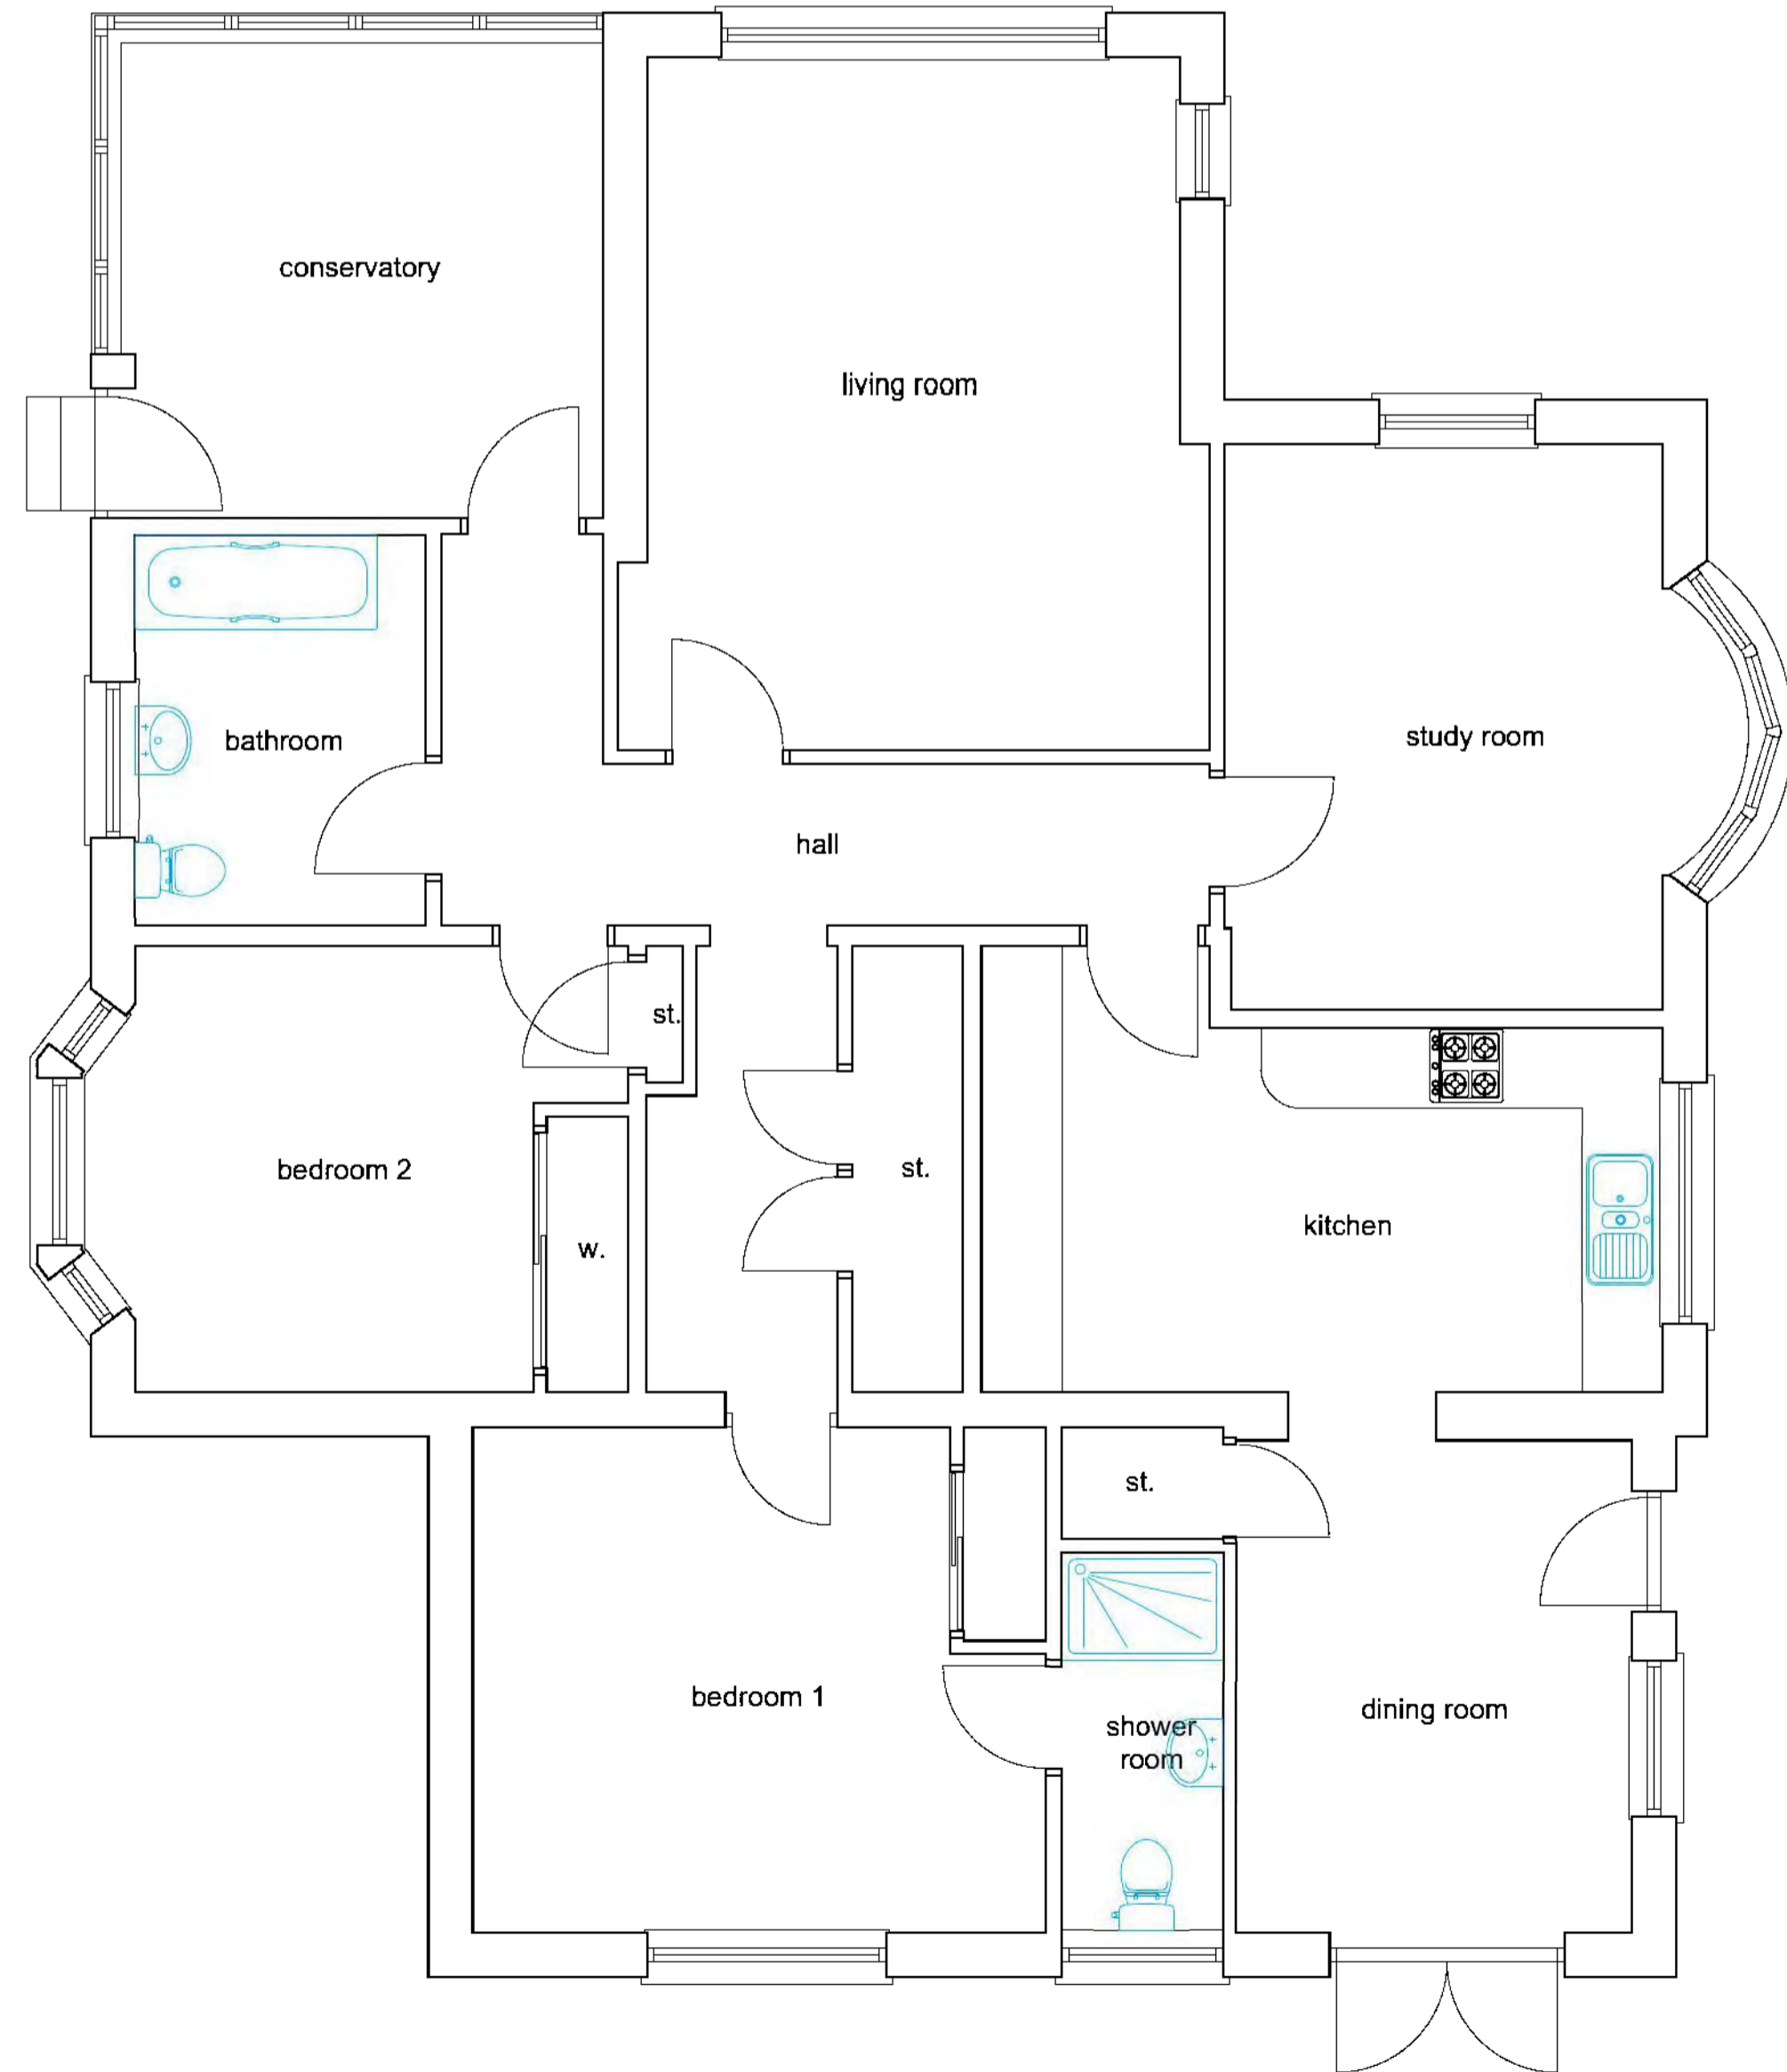 conservatory
living room
bathroom
study room
hall
st.
bedroom 2
st.
w.
kitchen
st.
bedroom 1
shower
room
dining room